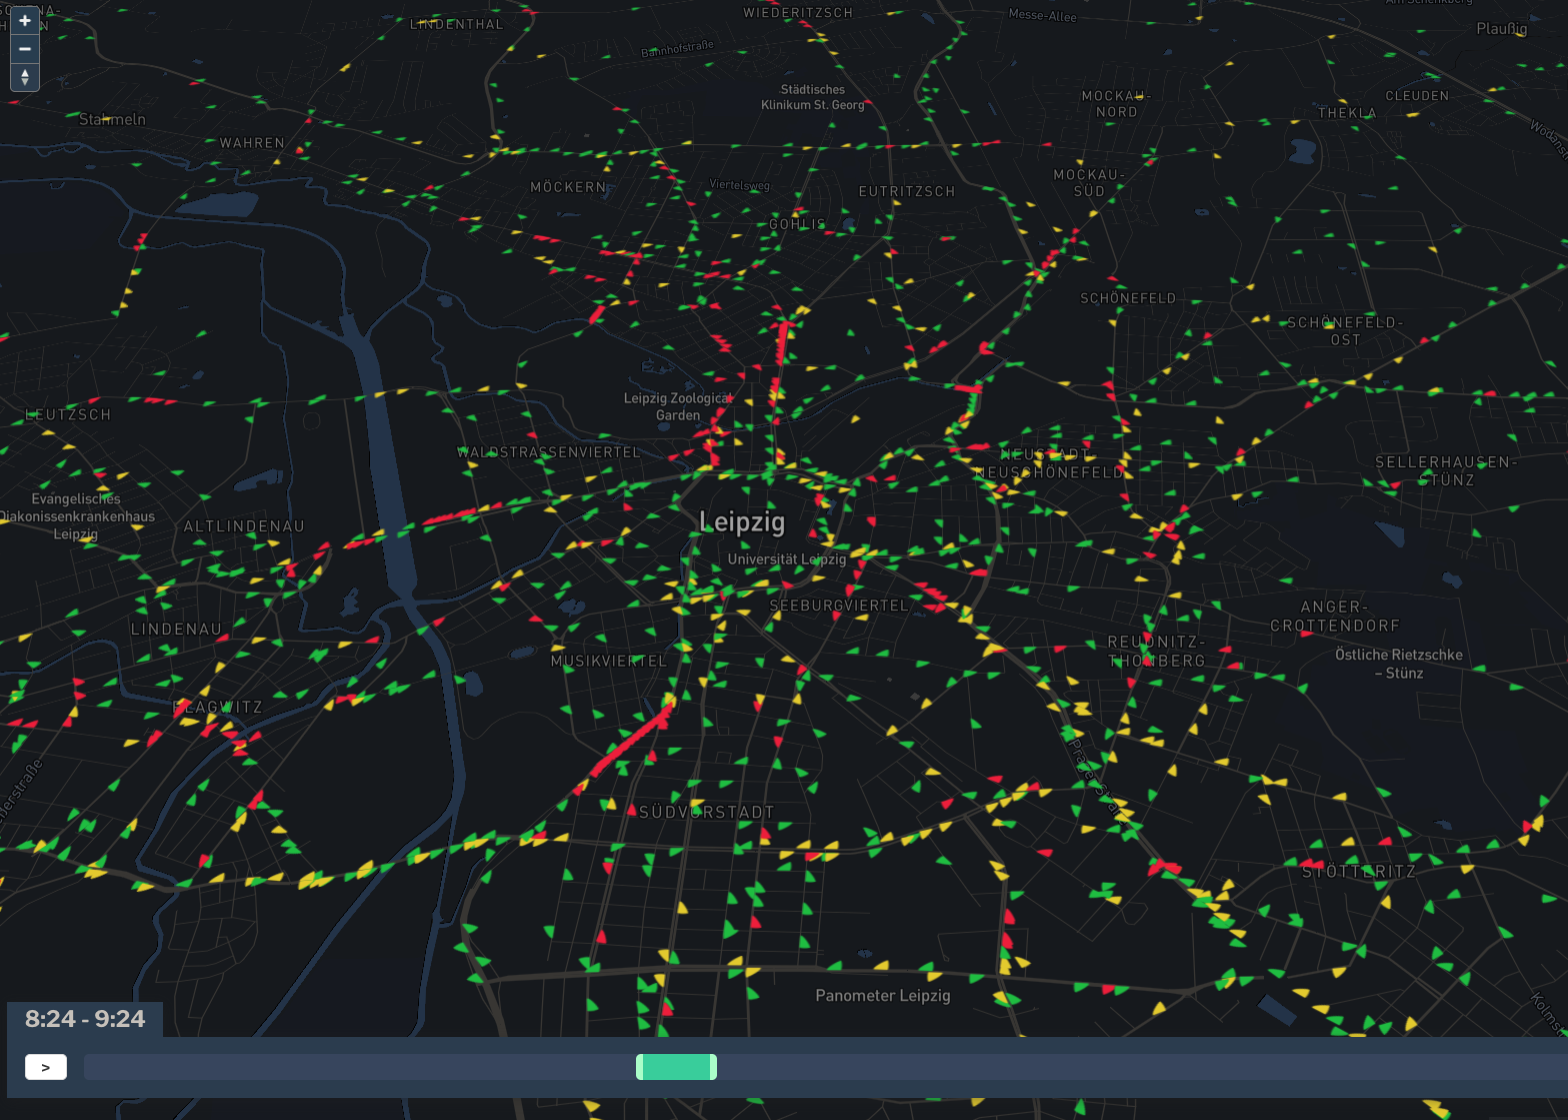 +
LINDENTHAL
WIEDERITZSCH
Messe-Allee
Plaußig
−
Bahnhofstraße
Städtisches
Klinikum St. Georg
MOCKAU-
NORD
CLEUDEN
THEKLA
Stahmeln
WAHREN
MÖCKERN
Viertelsweg
EUTRITZSCH
MOCKAU-
SÜD
GOHLIS
SCHÖNEFELD
SCHÖNEFELD-
OST
LEUTZSCH
Leipzig Zoological
Garden
WALDSTRASSENVIERTEL
NEUSTADT-
NEUSCHÖNEFELD
SELLERHAUSEN-
STÜNZ
Evangelisches
Diakonissenkrankenhaus
Leipzig
ALTLINDENAU
Leipzig
Universität Leipzig
SEEBURGVIERTEL
ANGER-
CROTTENDORF
LINDENAU
REUDNITZ-
THONBERG
MUSIKVIERTEL
Östliche Rietzschke
– Stünz
PLAGWITZ
Prager Straße
SÜDVORSTADT
STÖTTERITZ
Panometer Leipzig
8:24 - 9:24
>